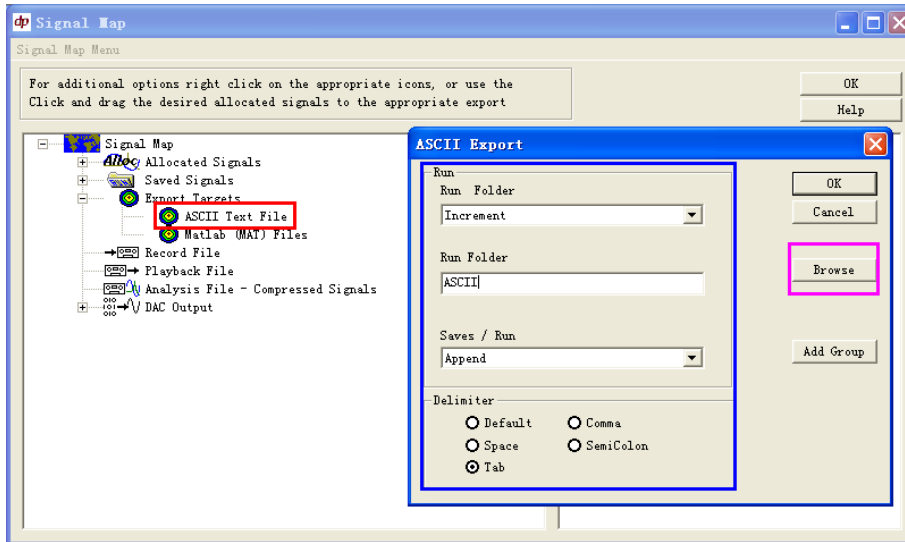 dp Signal Map
Signal Map Menu
For additional options right click on the appropriate icons, or use the
Click and drag the desired allocated signals to the appropriate export
OK
Help
Signal Map
Alloc Allocated Signals
Saved Signals
Export Targets
ASCII Text File
Matlab (MAT) Files
Record File
Playback File
Analysis File - Compressed Signals
DAC Output
ASCII Export
Run
Run Folder
Increment
Run Folder
ASCII
Saves / Run
Append
Delimiter
Default
Comma
Space
SemiColon
Tab
OK
Cancel
Browse
Add Group